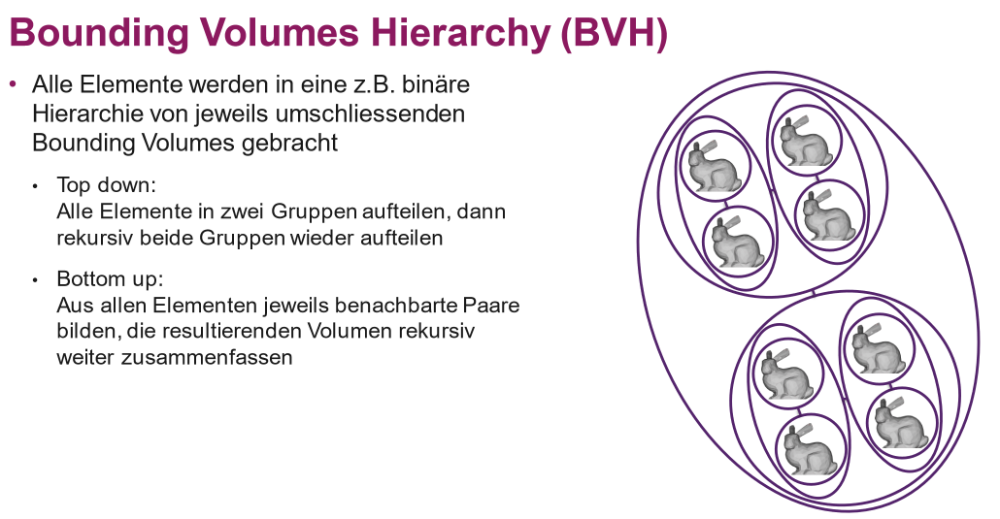 Bounding Volumes Hierarchy (BVH)
• Alle Elemente werden in eine z.B. binäre
Hierarchie von jeweils umschliessenden
Bounding Volumes gebracht
• Top down:
Alle Elemente in zwei Gruppen aufteilen, dann
rekursiv beide Gruppen wieder aufteilen
• Bottom up:
Aus allen Elementen jeweils benachbarte Paare
bilden, die resultierenden Volumen rekursiv
weiter zusammenfassen